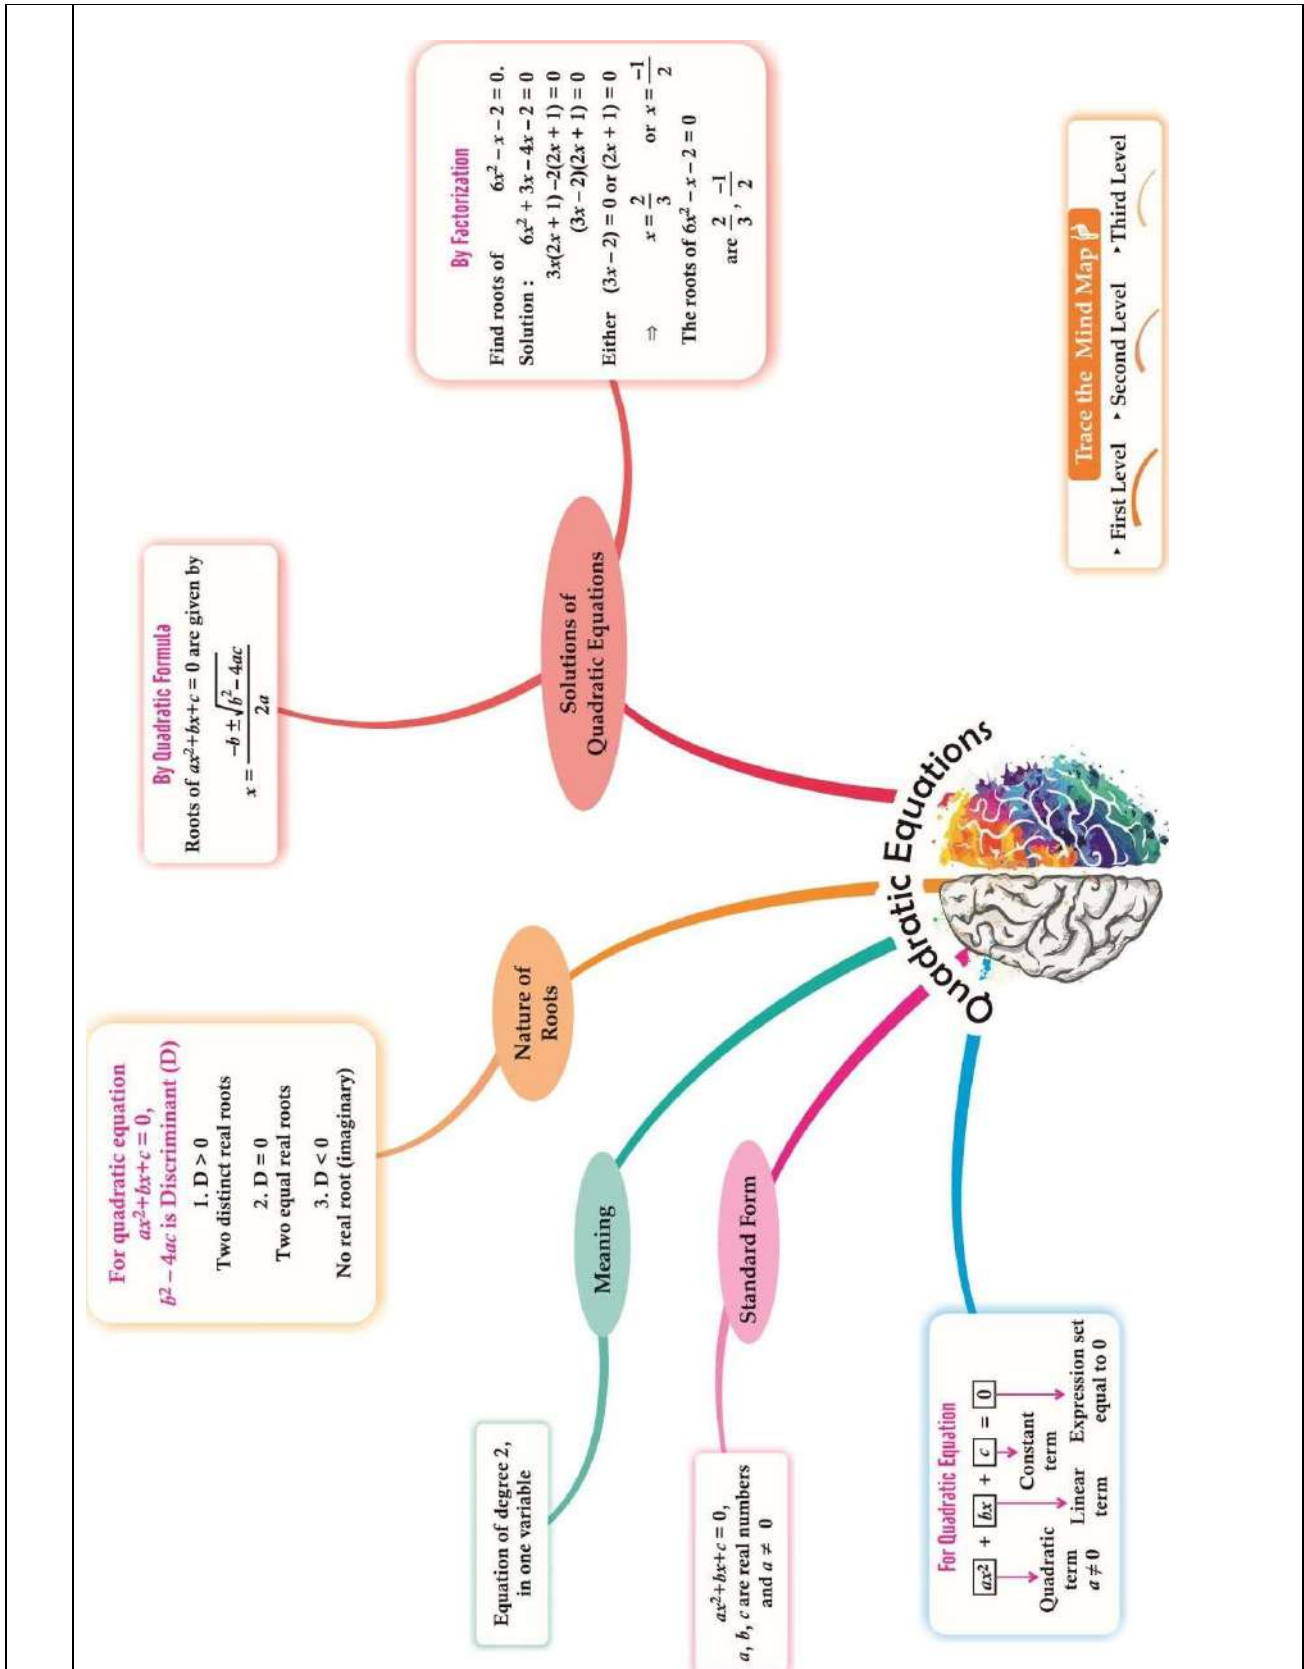 For Quadratic Equation
ax² + bx + c = 0
Quadratic
term
a ≠ 0
Linear
term
Constant
term
Expression set
equal to 0
Standard Form
ax²+bx+c = 0,
a, b, c are real numbers
and a ≠ 0
Meaning
Equation of degree 2,
in one variable
Nature of
Roots
For quadratic equation
ax²+bx+c = 0,
b² – 4ac is Discriminant (D)
1. D > 0
Two distinct real roots
2. D = 0
Two equal real roots
3. D < 0
No real root (imaginary)
Quadratic Equations
Solutions of
Quadratic Equations
By Quadratic Formula
Roots of ax²+bx+c = 0 are given by
x = (-b ± √(b² – 4ac)) / 2a
By Factorization
Find roots of 6x² – x – 2 = 0.
Solution : 6x² + 3x – 4x – 2 = 0
3x(2x + 1) –2(2x + 1) = 0
(3x – 2)(2x + 1) = 0
Either (3x – 2) = 0 or (2x + 1) = 0
⇒ x = 2/3 or x = -1/2
The roots of 6x² – x – 2 = 0
are 2/3 , -1/2
Trace the Mind Map
▸ First Level ▸ Second Level ▸ Third Level